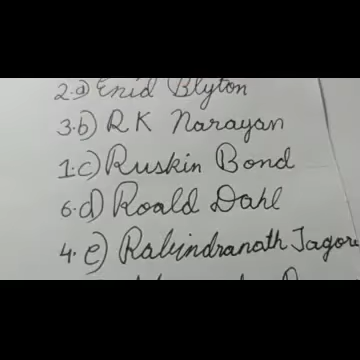 2.a) Enid Blyton
3.b) R K Narayan
1.c) Ruskin Bond
6.d) Roald Dahl
4. e) Rabindranath Tagore